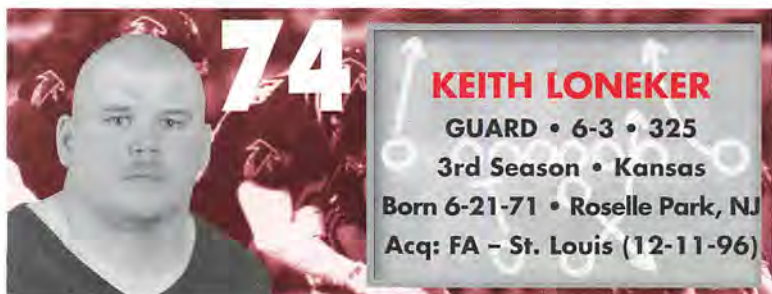 74
KEITH LONEKER
GUARD • 6-3 • 325
3rd Season • Kansas
Born 6-21-71 • Roselle Park, NJ
Acq: FA – St. Louis (12-11-96)